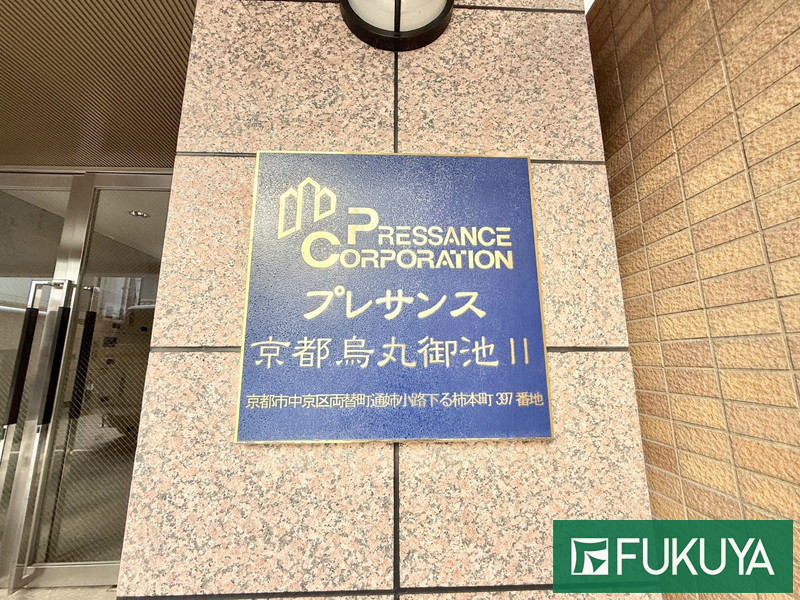 PRESSANCE
CORPORATION
プレサンス
京都烏丸御池II
京都市中京区両替町通姉小路下る柿本町397番地
FUKUYA